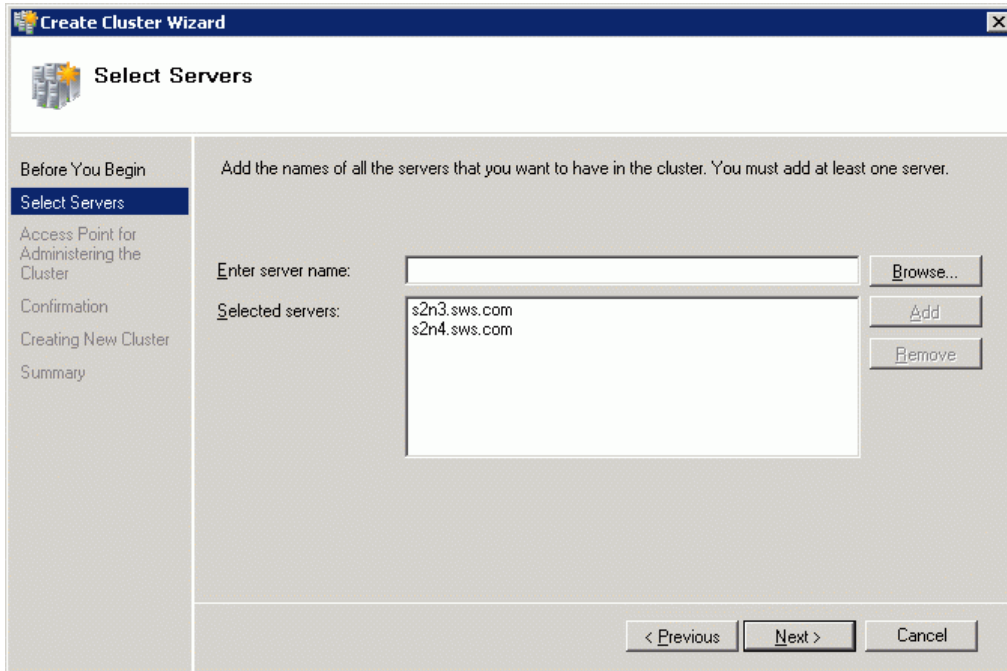 Create Cluster Wizard
Select Servers
Before You Begin
Select Servers
Access Point for
Administering the
Cluster
Confirmation
Creating New Cluster
Summary
Add the names of all the servers that you want to have in the cluster. You must add at least one server.
Enter server name:
Browse...
Selected servers:
s2n3.sws.com
s2n4.sws.com
Add
Remove
< Previous
Next >
Cancel